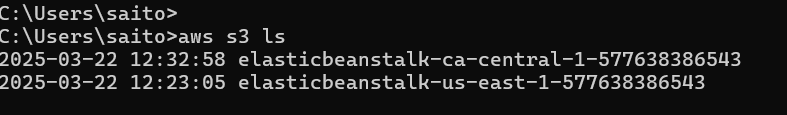 C:\Users\saito>
C:\Users\saito>aws s3 ls
2025-03-22 12:32:58 elasticbeanstalk-ca-central-1-577638386543
2025-03-22 12:23:05 elasticbeanstalk-us-east-1-577638386543